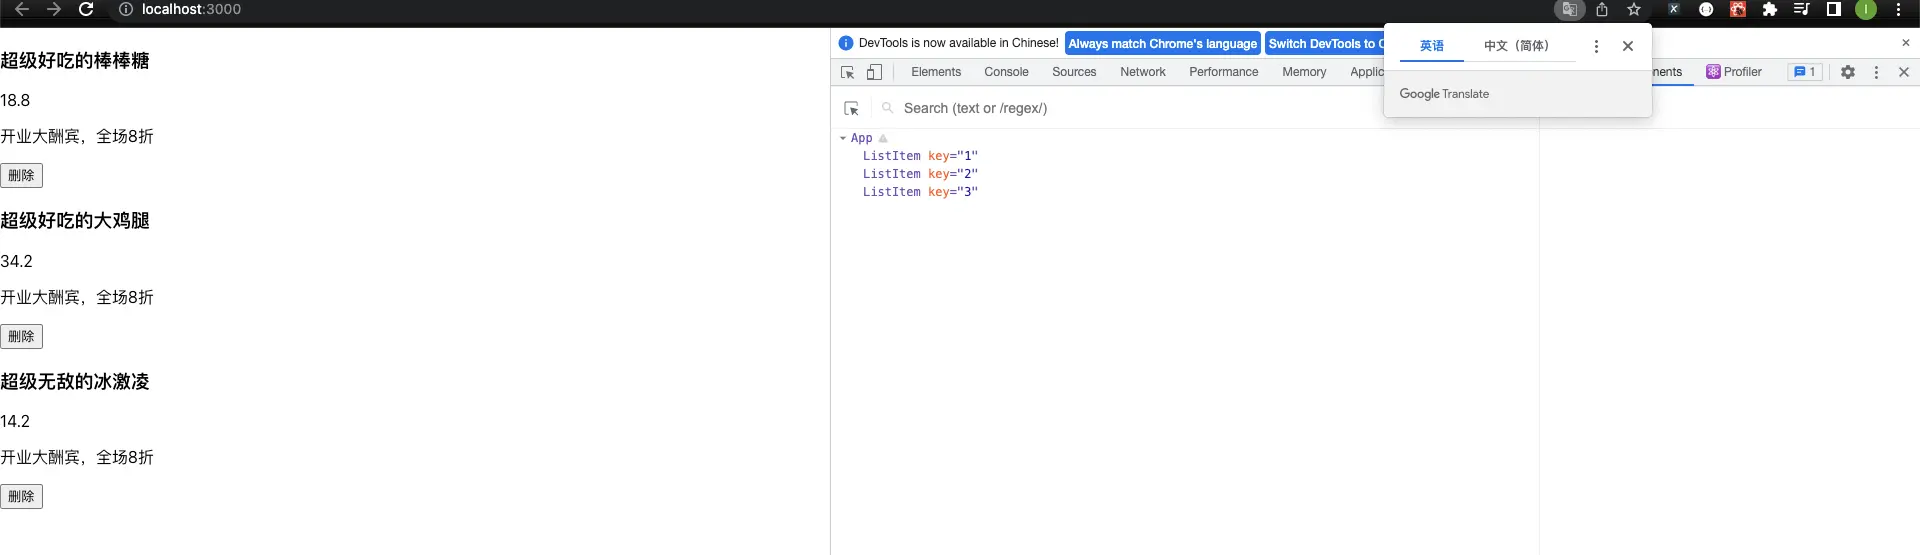 localhost:3000
超级好吃的棒棒糖
18.8
开业大酬宾，全场8折
删除
超级好吃的大鸡腿
34.2
开业大酬宾，全场8折
删除
超级无敌的冰激凌
14.2
开业大酬宾，全场8折
删除
DevTools is now available in Chinese! Always match Chrome's language Switch DevTools to C
Elements Console Sources Network Performance Memory Applic nents Profiler 1
Search (text or /regex/)
App
ListItem key="1"
ListItem key="2"
ListItem key="3"
英语 中文（简体）
Google Translate
I